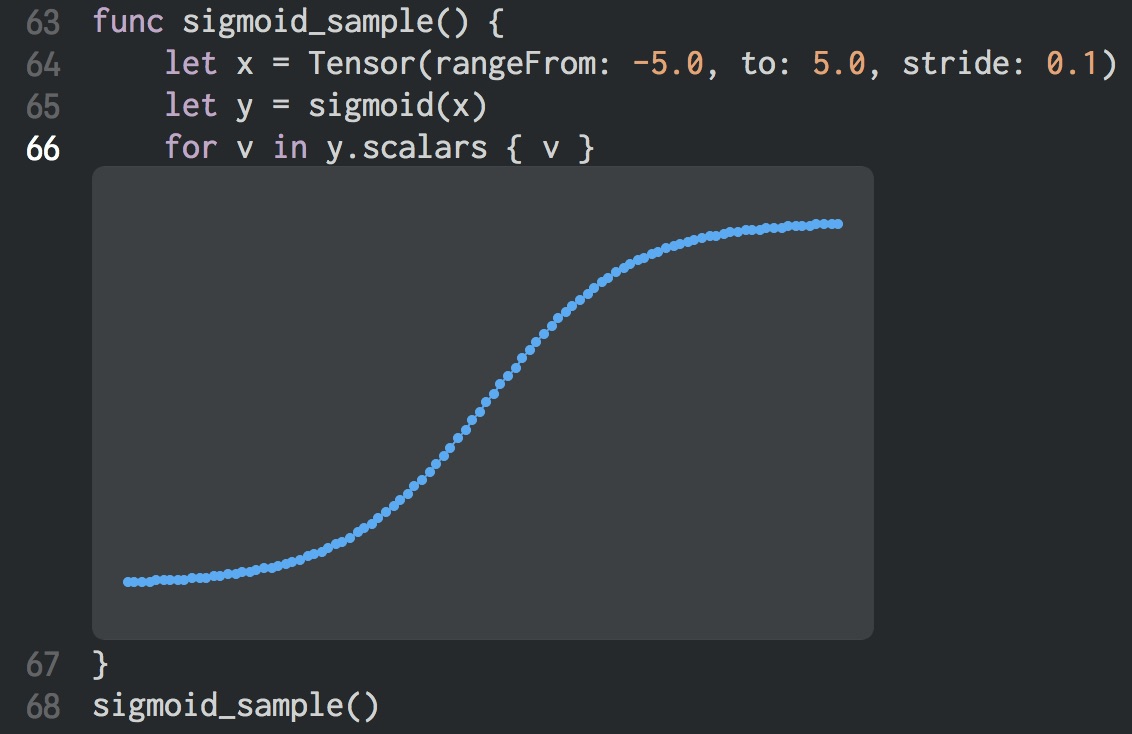 63 func sigmoid_sample() {
64     let x = Tensor(rangeFrom: -5.0, to: 5.0, stride: 0.1)
65     let y = sigmoid(x)
66     for v in y.scalars { v }
67 }
68 sigmoid_sample()